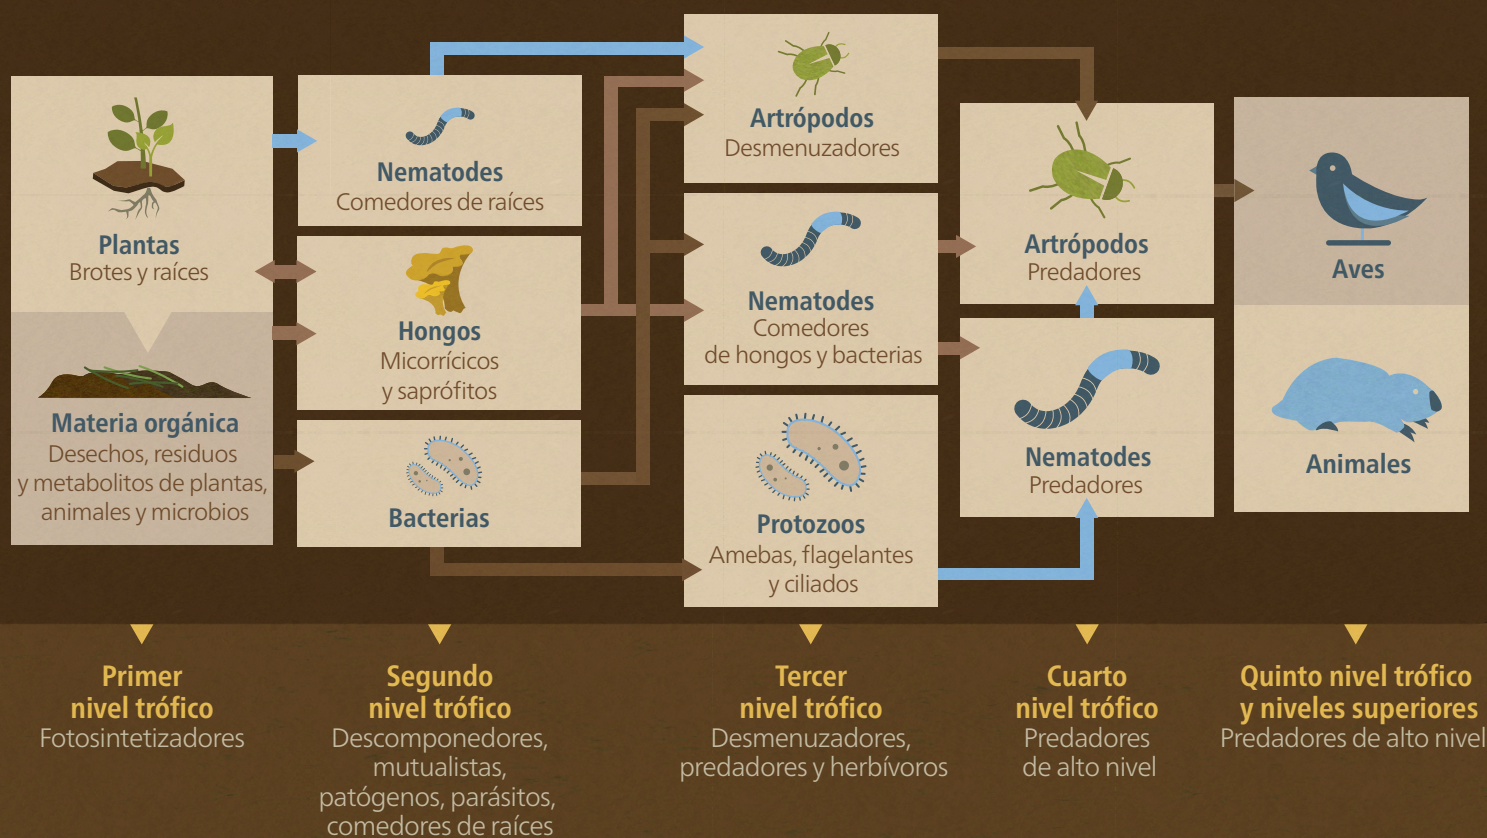 Plantas
Brotes y raíces
Materia orgánica
Desechos, residuos
y metabolitos de plantas,
animales y microbios
Nematodes
Comedores de raíces
Hongos
Micorrícicos
y saprófitos
Bacterias
Artrópodos
Desmenuzadores
Nematodes
Comedores
de hongos y bacterias
Protozoos
Amebas, flagelantes
y ciliados
Artrópodos
Predadores
Nematodes
Predadores
Aves
Animales
Primer
nivel trófico
Fotosintetizadores
Segundo
nivel trófico
Descomponedores,
mutualistas,
patógenos, parásitos,
comedores de raíces
Tercer
nivel trófico
Desmenuzadores,
predadores y herbívoros
Cuarto
nivel trófico
Predadores
de alto nivel
Quinto nivel trófico
y niveles superiores
Predadores de alto nivel